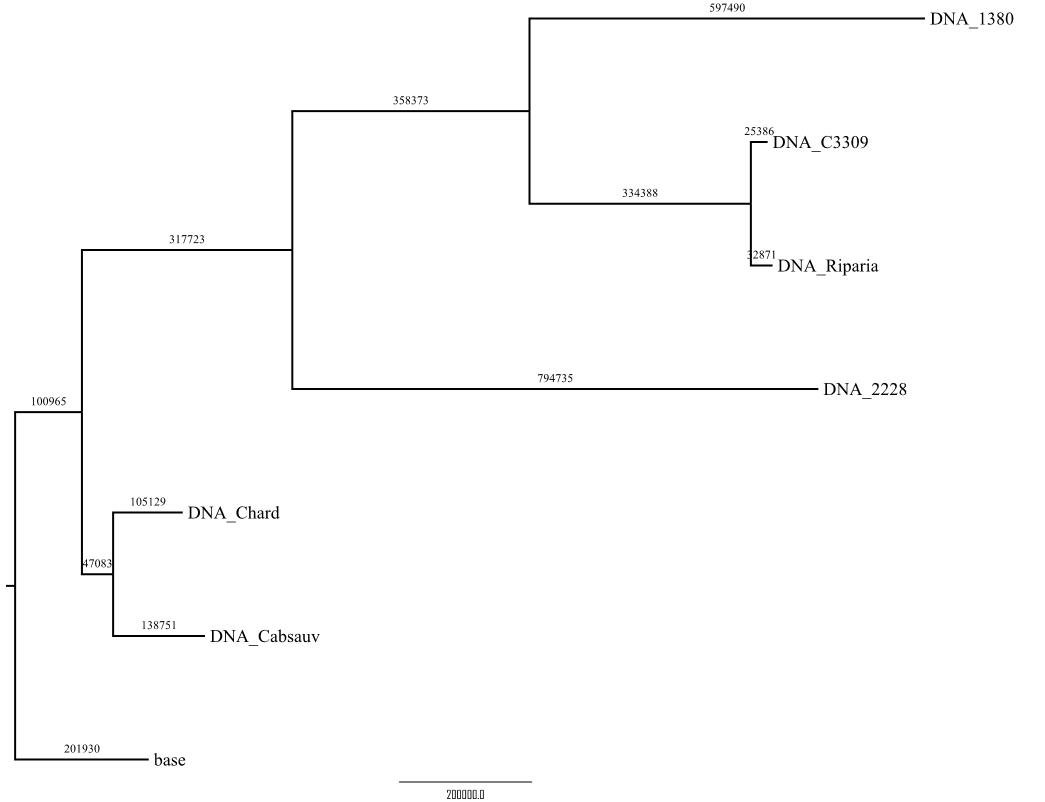 597490
DNA_1380
358373
25386
DNA_C3309
334388
317723
32871
DNA_Riparia
794735
DNA_2228
100965
105129
DNA_Chard
47083
138751
DNA_Cabsauv
201930
base
200000.0